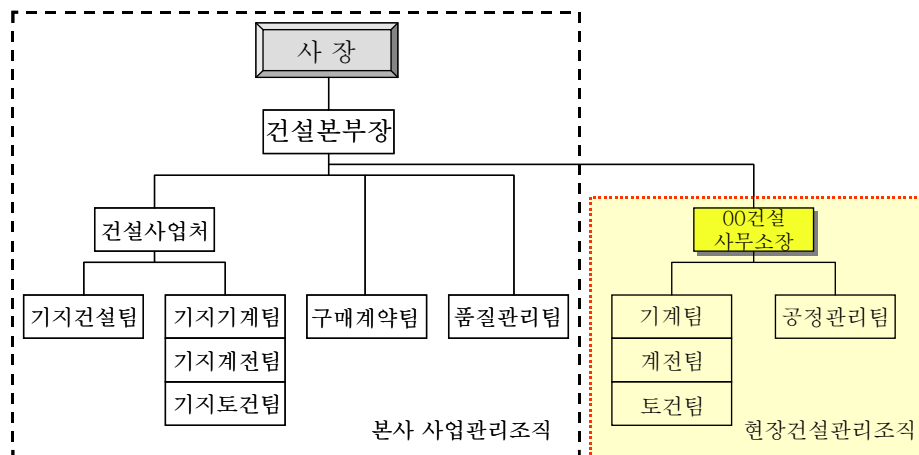 사 장
건설본부장
건설사업처
00건설
사무소장
기지건설팀
기지기계팀
기지계전팀
기지토건팀
구매계약팀
품질관리팀
기계팀
계전팀
토건팀
공정관리팀
본사 사업관리조직
현장건설관리조직